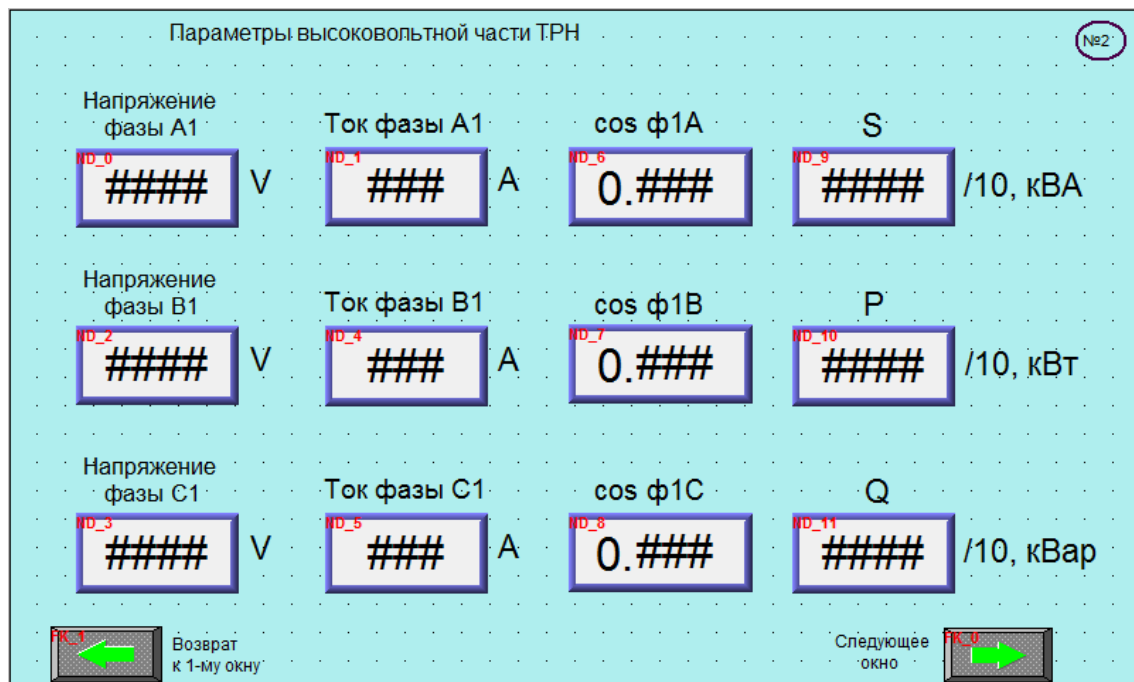 Параметры высоковольтной части ТРН
№2
Напряжение
фазы А1
Ток фазы А1
cos ф1А
S
ND_0
####
V
ND_1
###
A
ND_6
0.###
ND_9
####
/10, кВА
Напряжение
фазы В1
Ток фазы В1
cos ф1В
P
ND_2
####
V
ND_4
###
A
ND_7
0.###
ND_10
####
/10, кВт
Напряжение
фазы С1
Ток фазы С1
cos ф1С
Q
ND_3
####
V
ND_5
###
A
ND_8
0.###
ND_11
####
/10, кВар
FK_1
Возврат
к 1-му окну
Следующее
окно
FK_0